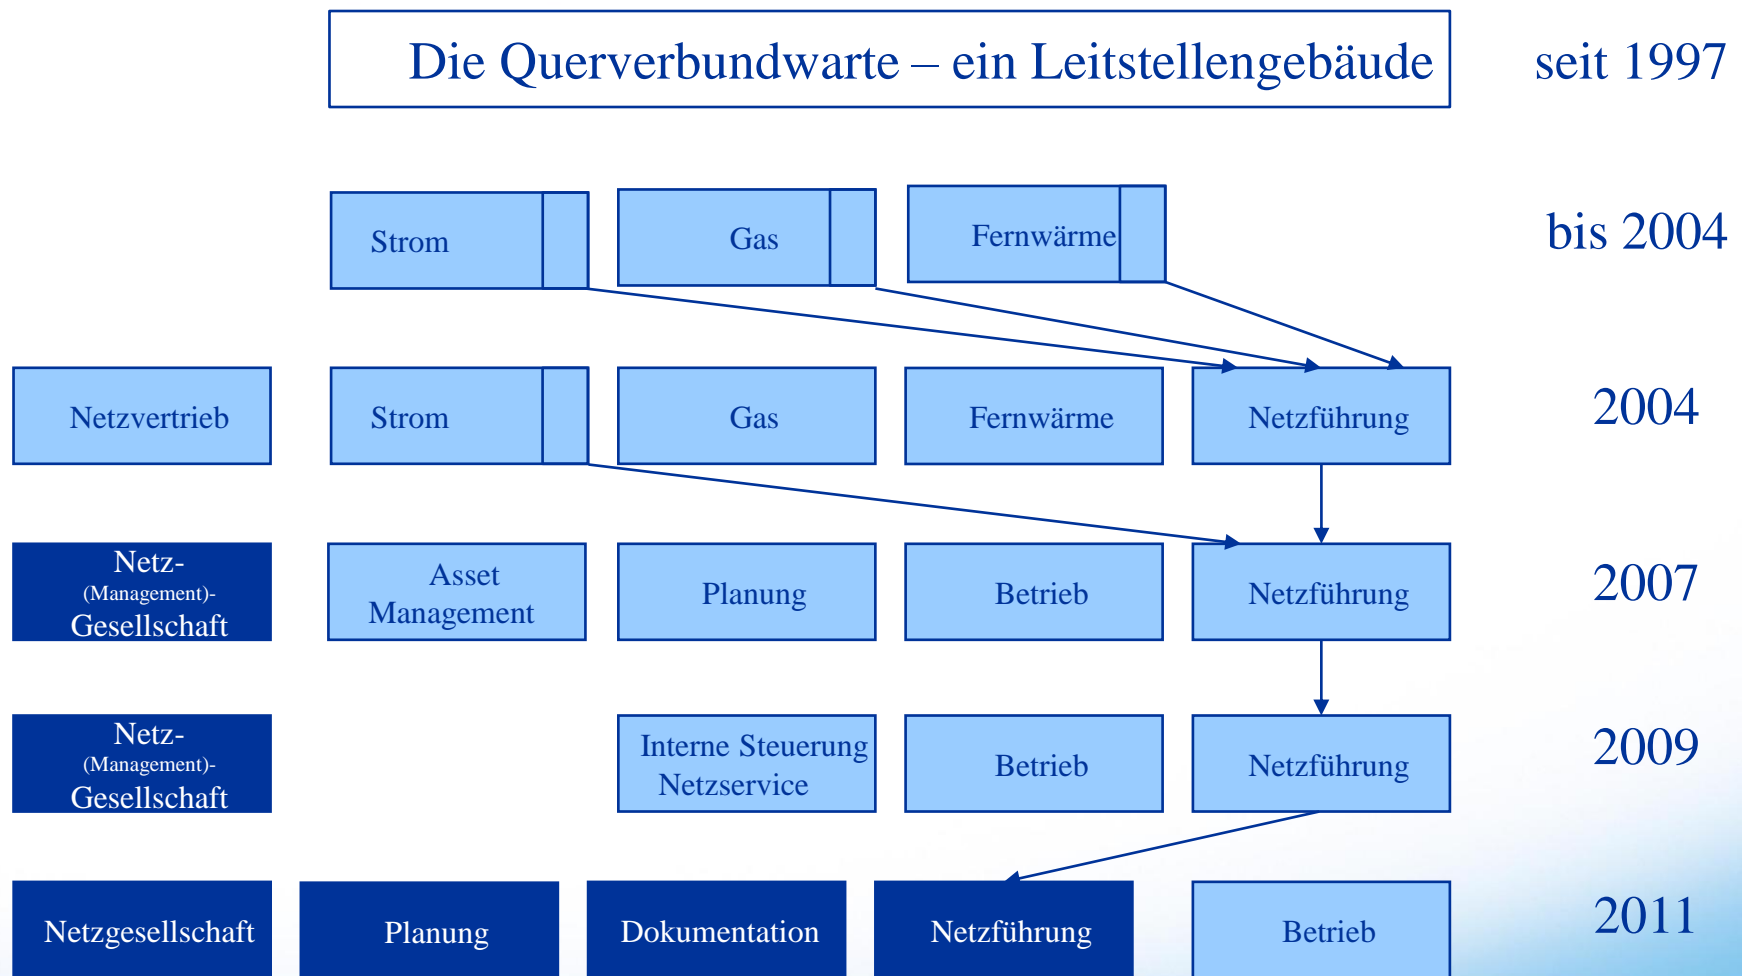 Die Querverbundwarte – ein Leitstellengebäude
seit 1997
Strom
Gas
Fernwärme
bis 2004
Netzvertrieb
Strom
Gas
Fernwärme
Netzführung
2004
Netz-
(Management)-
Gesellschaft
Asset
Management
Planung
Betrieb
Netzführung
2007
Netz-
(Management)-
Gesellschaft
Interne Steuerung
Netzservice
Betrieb
Netzführung
2009
Netzgesellschaft
Planung
Dokumentation
Netzführung
Betrieb
2011